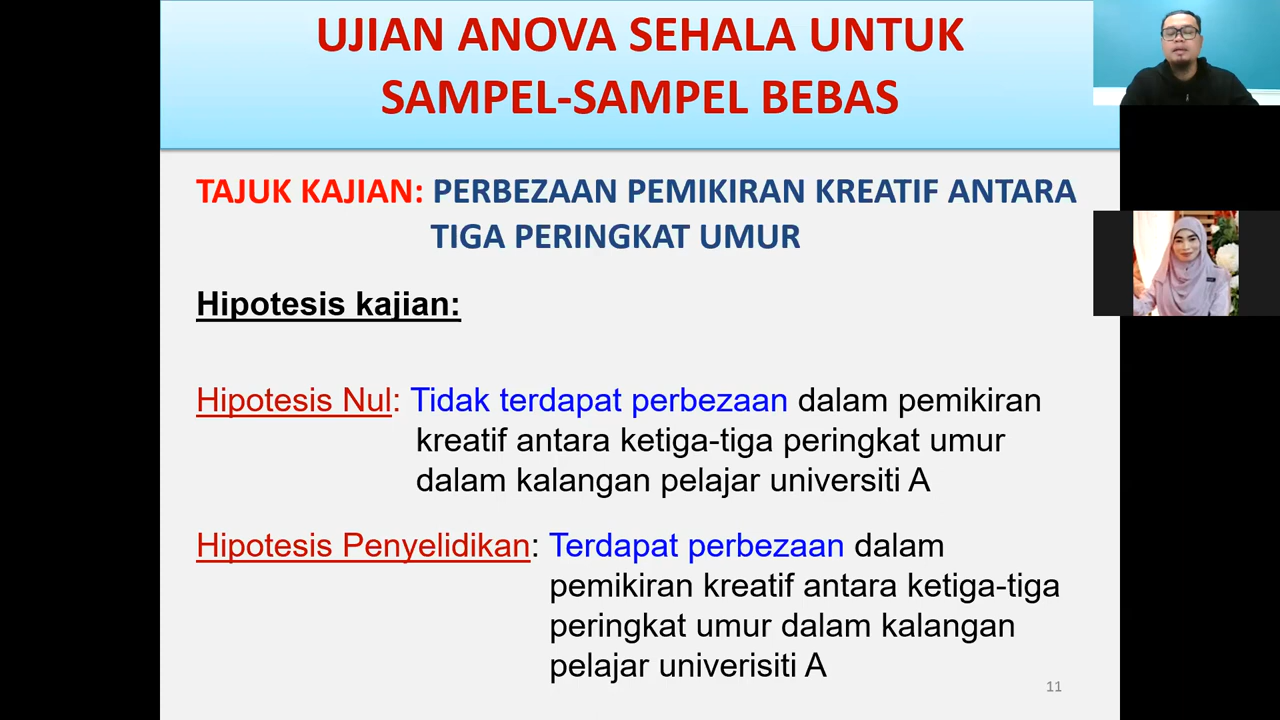 UJIAN ANOVA SEHALA UNTUK
SAMPEL-SAMPEL BEBAS
TAJUK KAJIAN: PERBEZAAN PEMIKIRAN KREATIF ANTARA
TIGA PERINGKAT UMUR
Hipotesis kajian:
Hipotesis Nul: Tidak terdapat perbezaan dalam pemikiran
kreatif antara ketiga-tiga peringkat umur
dalam kalangan pelajar universiti A
Hipotesis Penyelidikan: Terdapat perbezaan dalam
pemikiran kreatif antara ketiga-tiga
peringkat umur dalam kalangan
pelajar univerisiti A
11